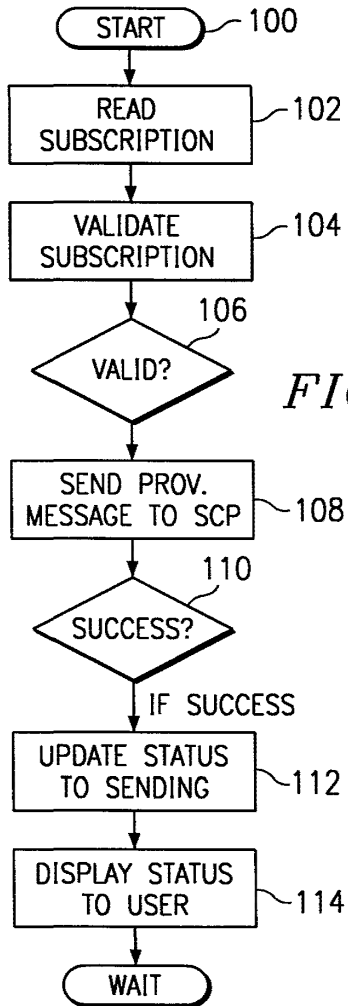 START 100
READ
SUBSCRIPTION 102
VALIDATE
SUBSCRIPTION 104
106
VALID?
SEND PROV.
MESSAGE TO SCP 108
110
SUCCESS?
IF SUCCESS
UPDATE STATUS
TO SENDING 112
DISPLAY STATUS
TO USER 114
WAIT